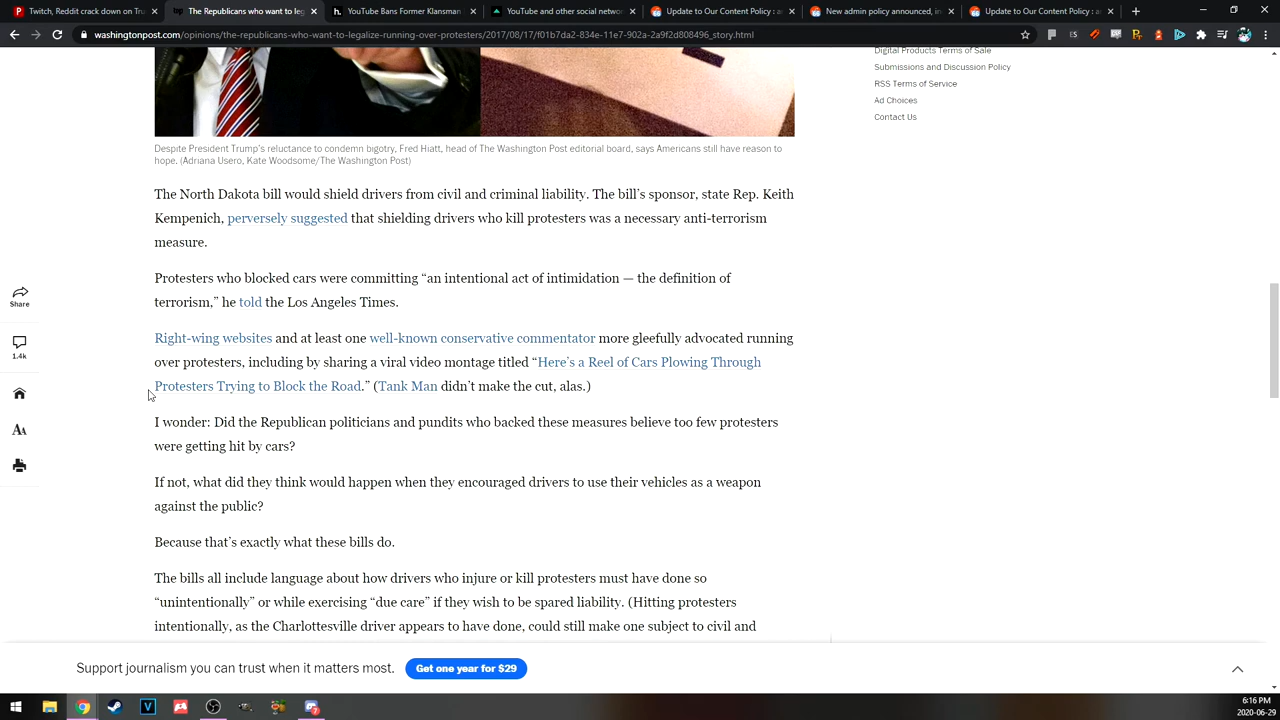 Twitch, Reddit crack down on Tru
The Republicans who want to leg
YouTube Bans Former Klansman
YouTube and other social netwo
Update to Our Content Policy : a
New admin policy announced, in
Update to Our Content Policy : a
washingtonpost.com/opinions/the-republicans-who-want-to-legalize-running-over-protesters/2017/08/17/f01b7da2-834e-11e7-902a-2a9f2d808496_story.html
Digital Products Terms of Sale
Submissions and Discussion Policy
RSS Terms of Service
Ad Choices
Contact Us
Despite President Trump's reluctance to condemn bigotry, Fred Hiatt, head of The Washington Post editorial board, says Americans still have reason to
hope. (Adriana Usero, Kate Woodsome/The Washington Post)
The North Dakota bill would shield drivers from civil and criminal liability. The bill's sponsor, state Rep. Keith
Kempenich, perversely suggested that shielding drivers who kill protesters was a necessary anti-terrorism
measure.
Protesters who blocked cars were committing “an intentional act of intimidation — the definition of
terrorism,” he told the Los Angeles Times.
Share
1.4k
Right-wing websites and at least one well-known conservative commentator more gleefully advocated running
over protesters, including by sharing a viral video montage titled “Here's a Reel of Cars Plowing Through
Protesters Trying to Block the Road.” (Tank Man didn't make the cut, alas.)
I wonder: Did the Republican politicians and pundits who backed these measures believe too few protesters
were getting hit by cars?
If not, what did they think would happen when they encouraged drivers to use their vehicles as a weapon
against the public?
Because that's exactly what these bills do.
The bills all include language about how drivers who injure or kill protesters must have done so
“unintentionally” or while exercising “due care” if they wish to be spared liability. (Hitting protesters
intentionally, as the Charlottesville driver appears to have done, could still make one subject to civil and
Support journalism you can trust when it matters most.
Get one year for $29
6:16 PM
2020-06-29